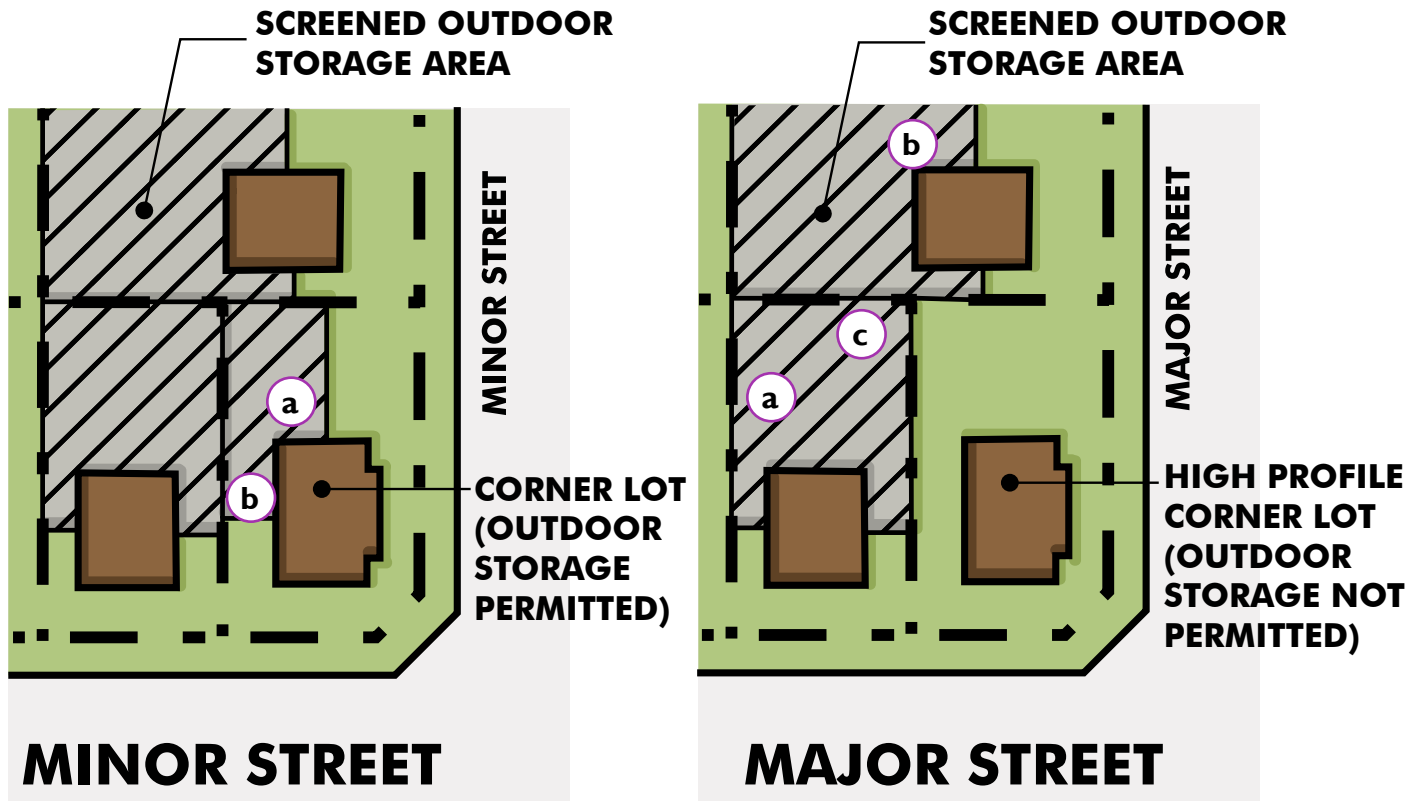 SCREENED OUTDOOR
STORAGE AREA
MINOR STREET
a
b
CORNER LOT
(OUTDOOR
STORAGE
PERMITTED)
MINOR STREET
SCREENED OUTDOOR
STORAGE AREA
b
MAJOR STREET
c
a
HIGH PROFILE
CORNER LOT
(OUTDOOR
STORAGE NOT
PERMITTED)
MAJOR STREET